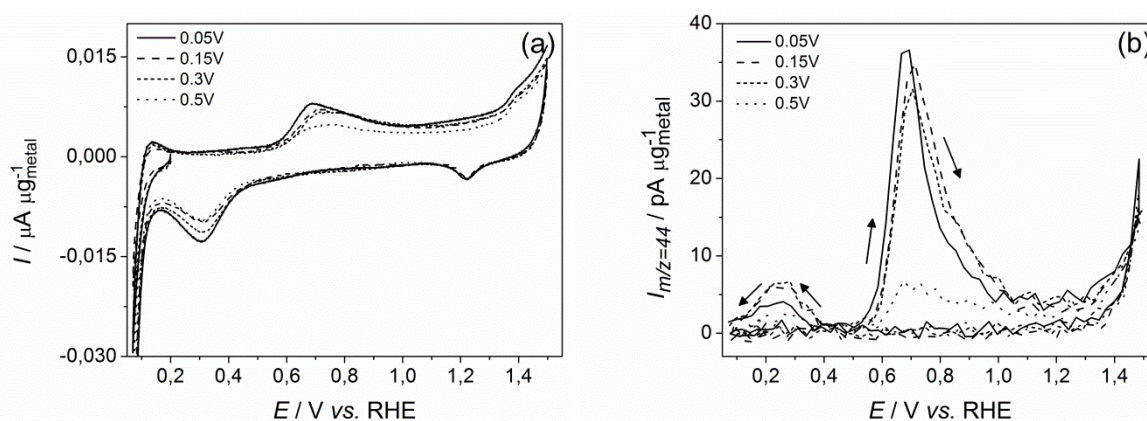 (a)
0.05V
0.15V
0.3V
0.5V
0,015
0,000
-0,015
-0,030
I / μA μg⁻¹metal
0,2 0,4 0,6 0,8 1,0 1,2 1,4
E / V vs. RHE
(b)
0.05V
0.15V
0.3V
0.5V
40
30
20
10
0
I m/z=44 / pA μg⁻¹metal
0,2 0,4 0,6 0,8 1,0 1,2 1,4
E / V vs. RHE